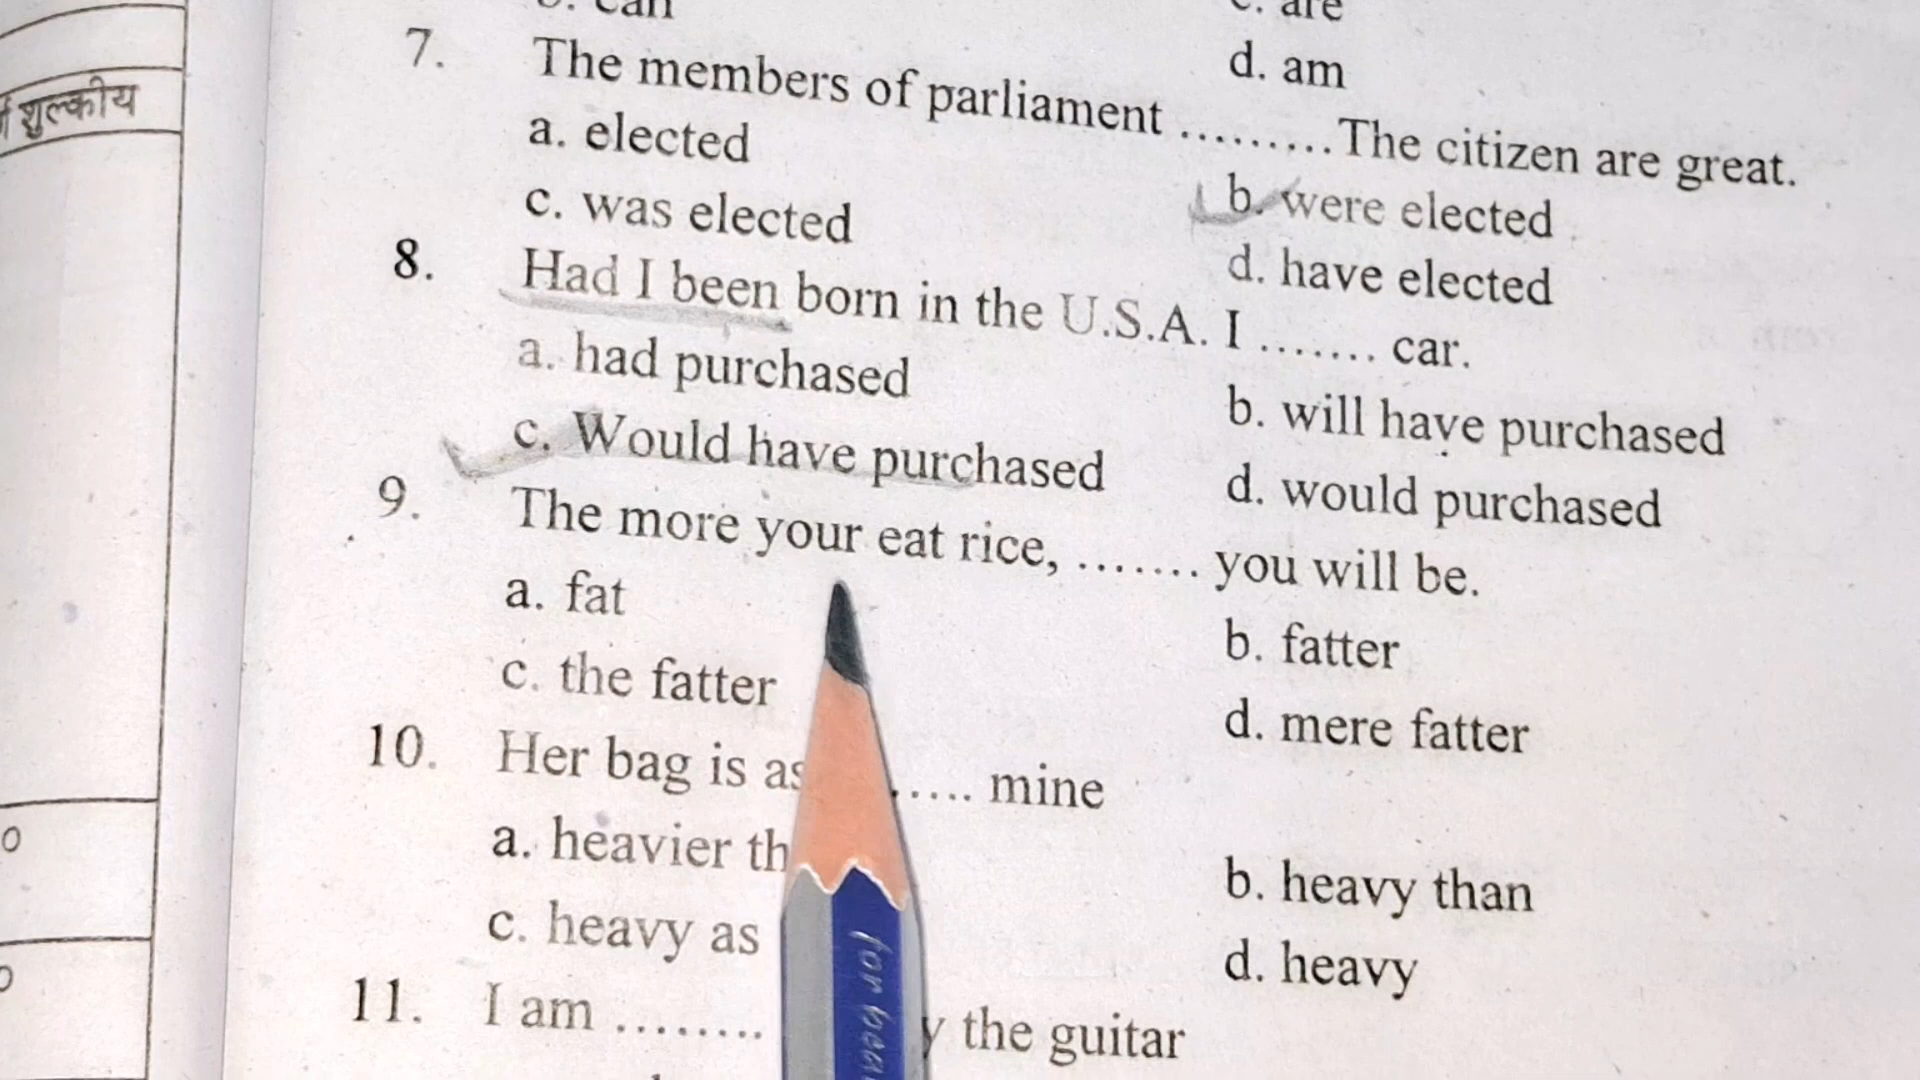 c. are
7. The members of parliament ......... The citizen are great.
d. am
a. elected
b. were elected
c. was elected
d. have elected
8. Had I been born in the U.S.A. I ....... car.
a. had purchased
b. will have purchased
c. Would have purchased
d. would purchased
9. The more your eat rice, ....... you will be.
a. fat
b. fatter
c. the fatter
d. mere fatter
10. Her bag is as ..... mine
a. heavier
b. heavy than
c. heavy as
d. heavy
11. I am ........ the guitar
शुल्कीय
for